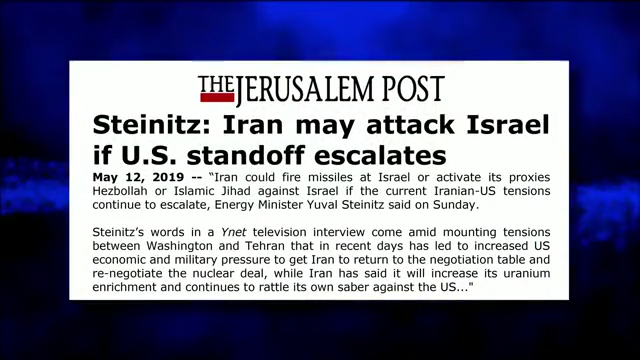 THE JERUSALEM POST
Steinitz: Iran may attack Israel
if U.S. standoff escalates
May 12, 2019 -- “Iran could fire missiles at Israel or activate its proxies
Hezbollah or Islamic Jihad against Israel if the current Iranian-US tensions
continue to escalate, Energy Minister Yuval Steinitz said on Sunday.
Steinitz’s words in a Ynet television interview come amid mounting tensions
between Washington and Tehran that in recent days has led to increased US
economic and military pressure to get Iran to return to the negotiation table and
re-negotiate the nuclear deal, while Iran has said it will increase its uranium
enrichment and continues to rattle its own saber against the US..."